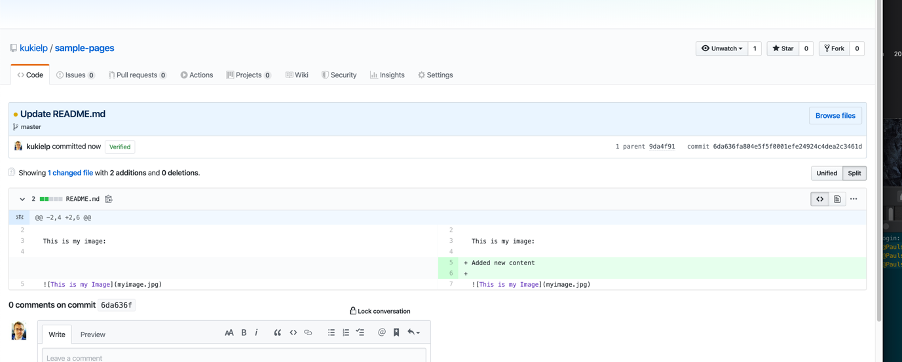 kukielp / sample-pages
Unwatch 1 Star 0 Fork 0
Code Issues 0 Pull requests 0 Actions Projects 0 Wiki Security Insights Settings
Update README.md
Browse files
master
kukielp committed now Verified
1 parent 9da4f91 commit 6da636fa804e5f5f0001efe24924c4dea2c3461d
Showing 1 changed file with 2 additions and 0 deletions.
Unified Split
2 README.md
@@ -2,4 +2,6 @@
2 2
3 This is my image: 3 This is my image:
4 4
5 + Added new content
6 +
5 ![This is my Image](myimage.jpg) 7 ![This is my Image](myimage.jpg)
0 comments on commit 6da636f
Lock conversation
Write Preview
AA B i
Leave a comment
20
ogin:
Pauls
Pauls